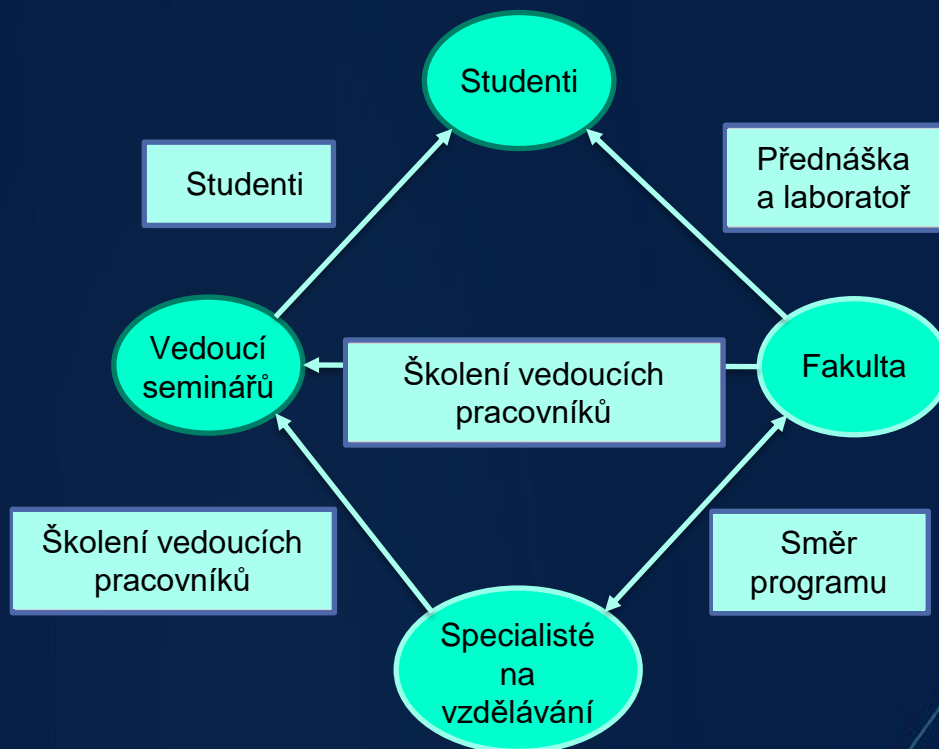 Studenti
Studenti
Přednáška
a laboratoř
Vedoucí
seminářů
Školení vedoucích
pracovníků
Fakulta
Školení vedoucích
pracovníků
Směr
programu
Specialisté
na
vzdělávání